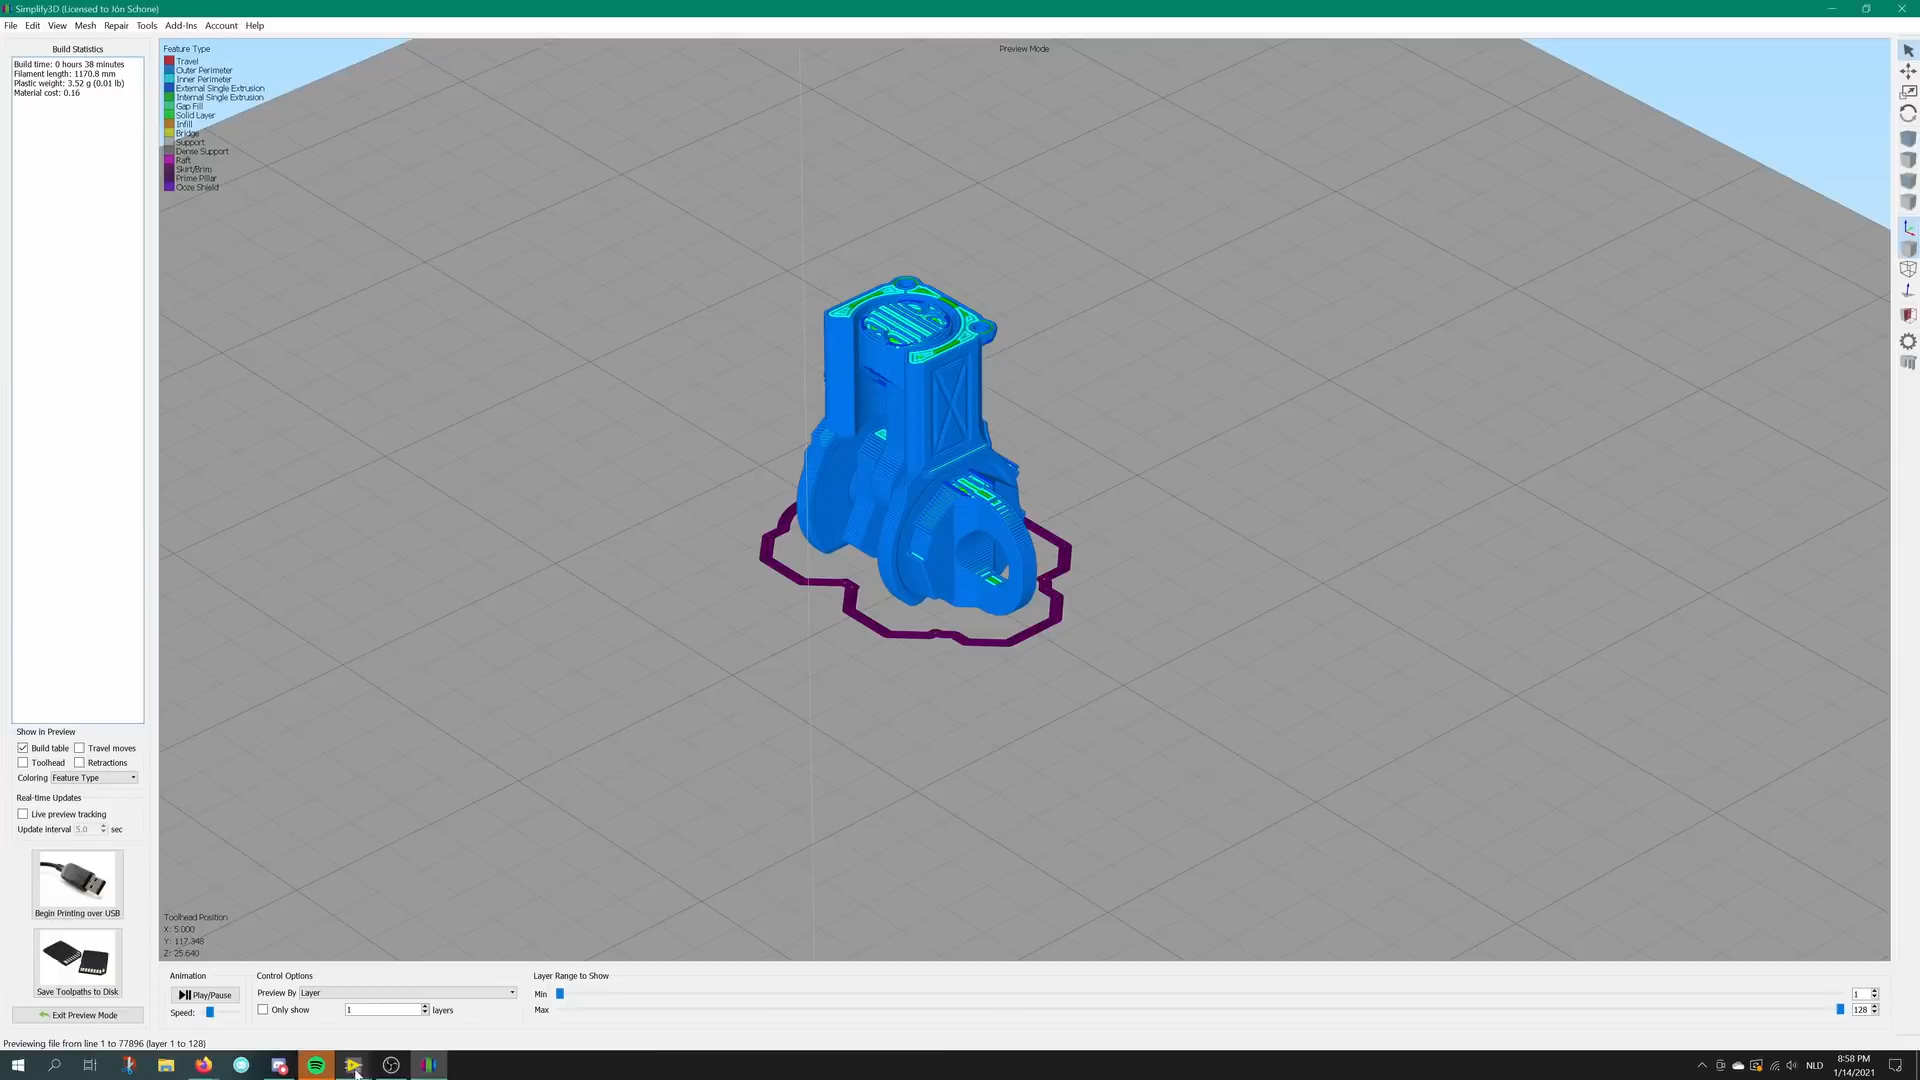 Simplify3D (Licensed to Jón Schone)
File Edit View Mesh Repair Tools Add-Ins Account Help
Build Statistics
Build time: 0 hours 38 minutes
Filament length: 1170.8 mm
Plastic weight: 3.52 g (0.01 lb)
Material cost: 0.16
Preview Mode
Feature Type
Travel
Outer Perimeter
Inner Perimeter
External Single Extrusion
Internal Single Extrusion
Gap Fill
Solid Layer
Infill
Bridge
Support
Dense Support
Raft
Skirt/Brim
Prime Pillar
Ooze Shield
Show in Preview
Build table Travel moves
Toolhead Retractions
Coloring Feature Type
Real-time Updates
Live preview tracking
Update interval 5.0 sec
Begin Printing over USB
Save Toolpaths to Disk
Exit Preview Mode
Toolhead Position
X: 5.000
Y: 117.348
Z: 25.640
Animation
Play/Pause
Speed:
Control Options
Preview By Layer
Only show 1 layers
Layer Range to Show
Min 1
Max 128
Previewing file from line 1 to 77896 (layer 1 to 128)
NLD
8:58 PM
1/14/2021